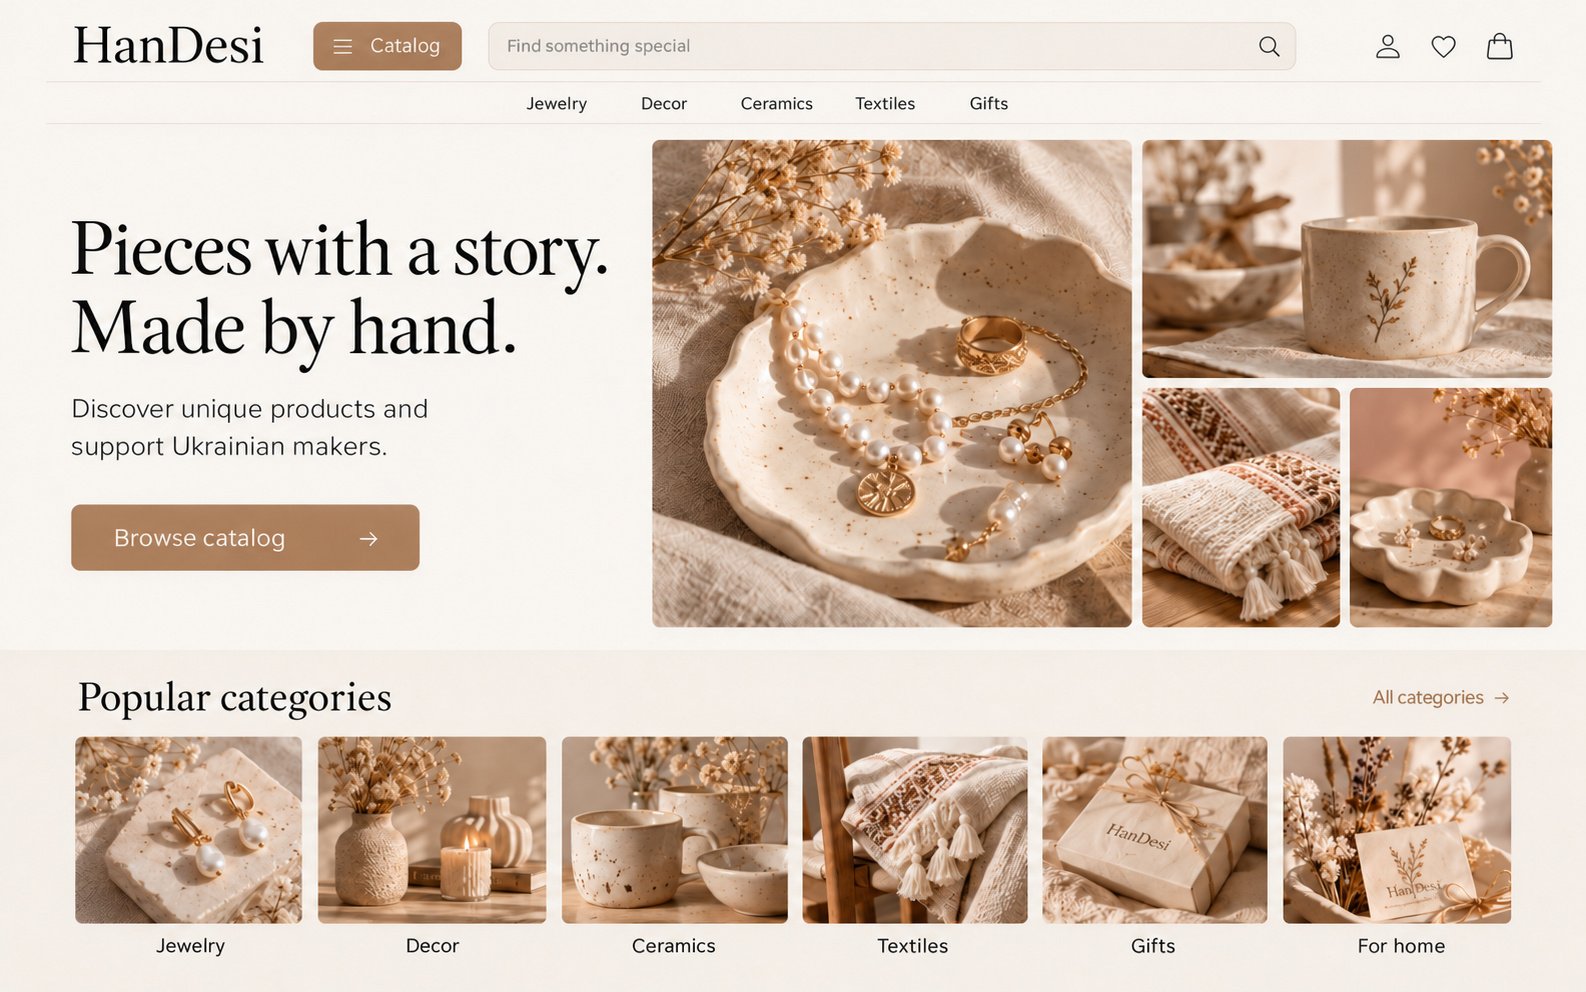 HanDesi
Catalog
Find something special
Jewelry
Decor
Ceramics
Textiles
Gifts
Pieces with a story.
Made by hand.
Discover unique products and
support Ukrainian makers.
Browse catalog
Popular categories
All categories
HanDesi
HanDesi
Jewelry
Decor
Ceramics
Textiles
Gifts
For home